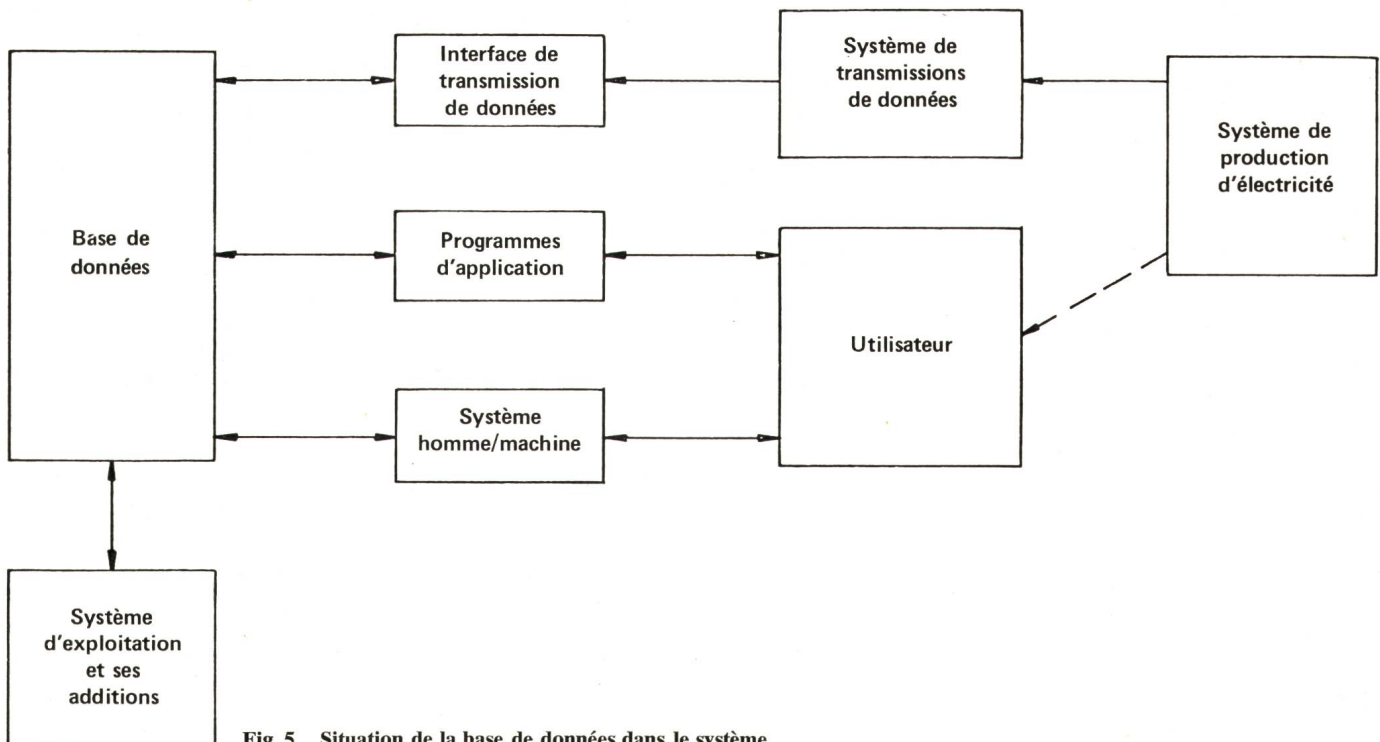 Interface de
transmission
de données
Système de
transmissions
de données
Système de
production
d'électricité
Base de
données
Programmes
d'application
Utilisateur
Système
homme/machine
Système
d'exploitation
et ses
additions
Fig. 5 Situation de la base de données dans le système